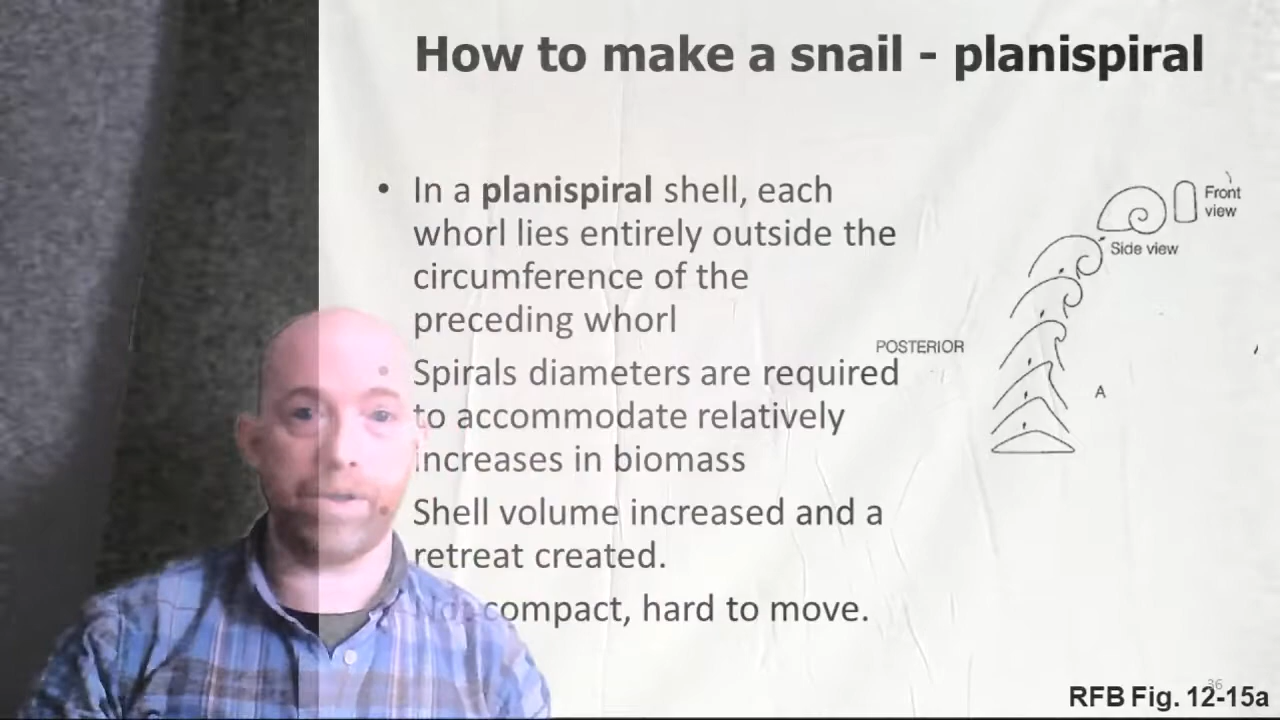 How to make a snail - planispiral
• In a planispiral shell, each
whorl lies entirely outside the
circumference of the
preceding whorl
• Spirals diameters are required
to accommodate relatively
increases in biomass
• Shell volume increased and a
retreat created.
• Not compact, hard to move.
Front
view
Side view
POSTERIOR
A
36
RFB Fig. 12-15a